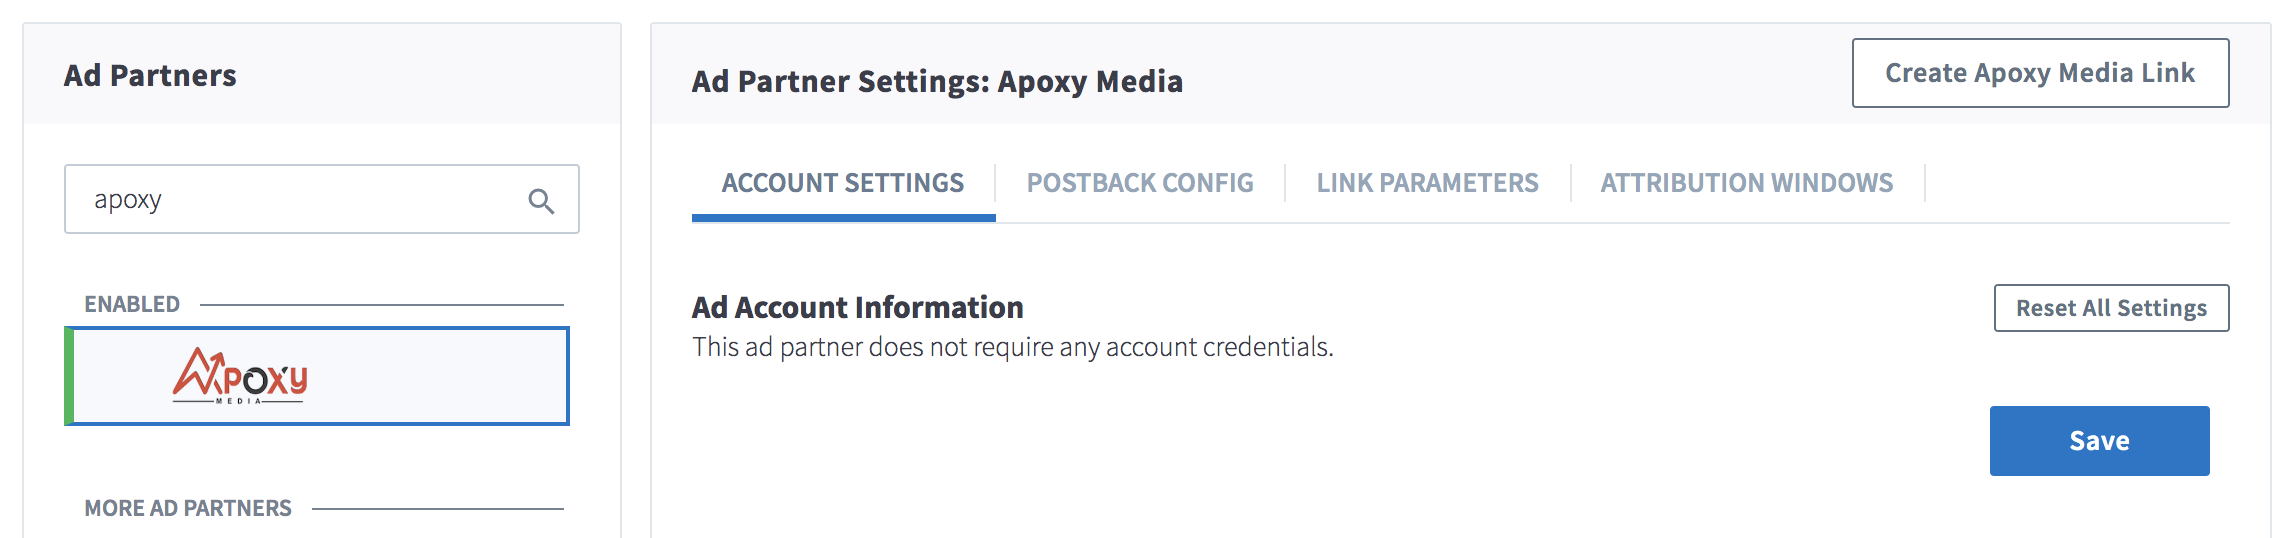 Ad Partners
apoxy
ENABLED
APOXY
MEDIA
MORE AD PARTNERS
Ad Partner Settings: Apoxy Media
Create Apoxy Media Link
ACCOUNT SETTINGS
POSTBACK CONFIG
LINK PARAMETERS
ATTRIBUTION WINDOWS
Ad Account Information
Reset All Settings
This ad partner does not require any account credentials.
Save